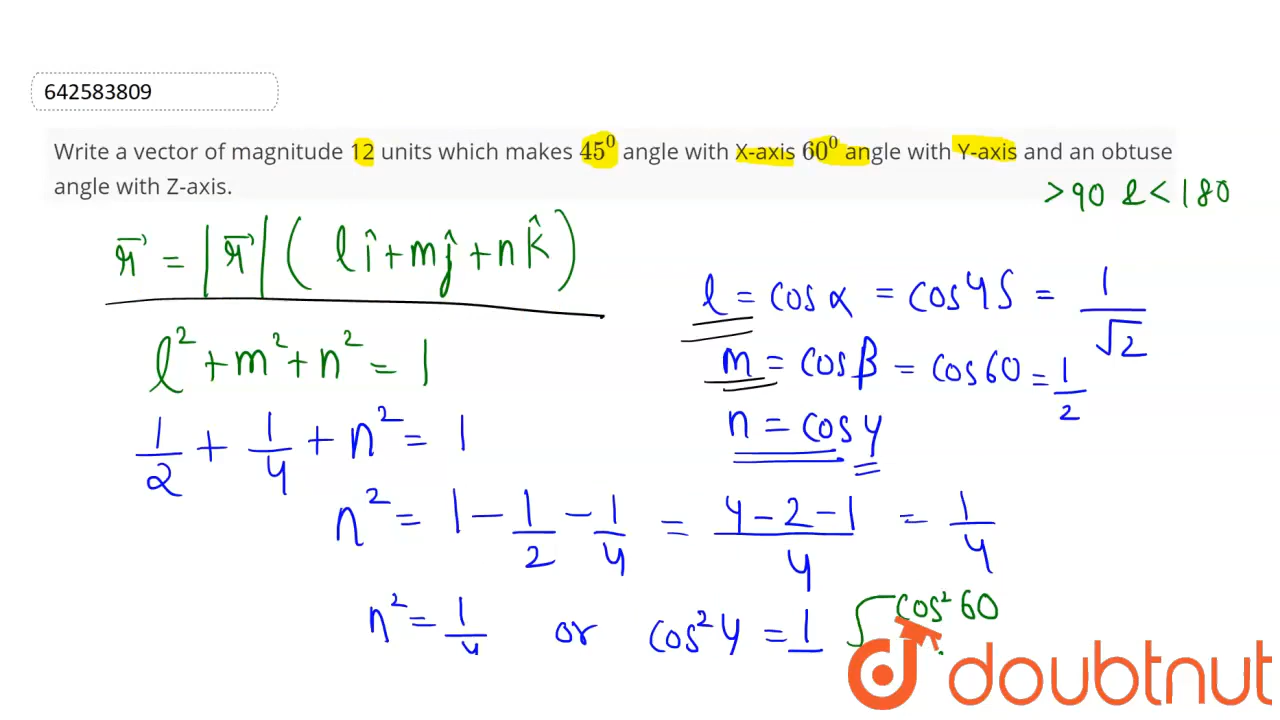 642583809
Write a vector of magnitude 12 units which makes 45⁰ angle with X-axis 60⁰ angle with Y-axis and an obtuse
angle with Z-axis.
>90 & <180
r⃗ = |r⃗| ( l î + m ĵ + n k̂ )
l² + m² + n² = 1
1/2 + 1/4 + n² = 1
l = cos α = cos 45 = 1/√2
m = cos β = cos 60 = 1/2
n = cos γ
n² = 1 − 1/2 − 1/4 = (4 − 2 − 1)/4 = 1/4
n² = 1/4 or cos² γ = 1
cos² 60
doubtnut